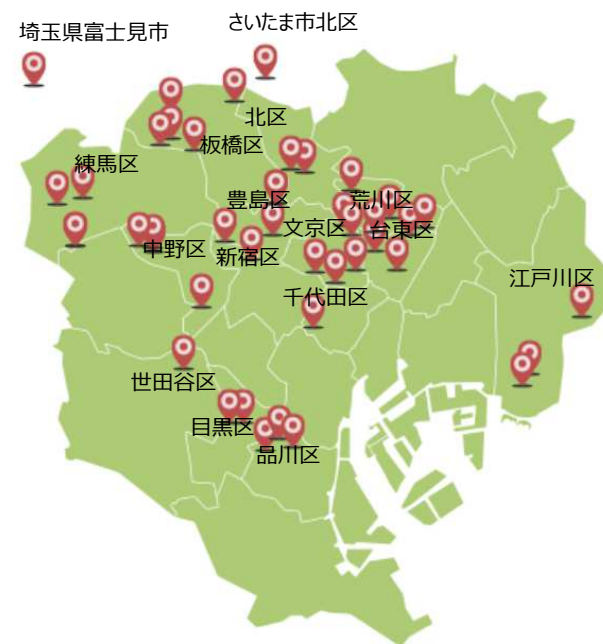 さいたま市北区
埼玉県富士見市
北区
板橋区
練馬区
豊島区
荒川区
文京区
台東区
中野区
新宿区
江戸川区
千代田区
世田谷区
目黒区
品川区